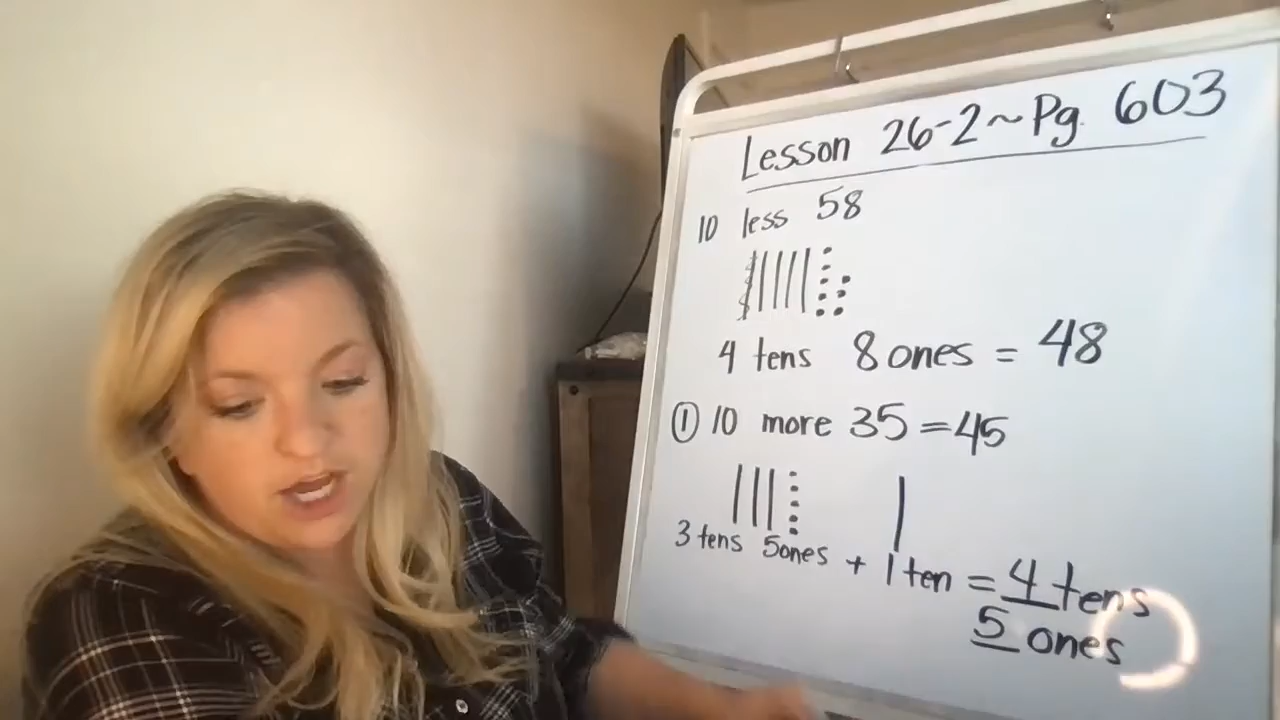 Lesson 26-2~Pg. 603
10 less 58
4 tens 8 ones = 48
① 10 more 35 = 45
3 tens 5 ones + 1 ten = 4 tens
5 ones